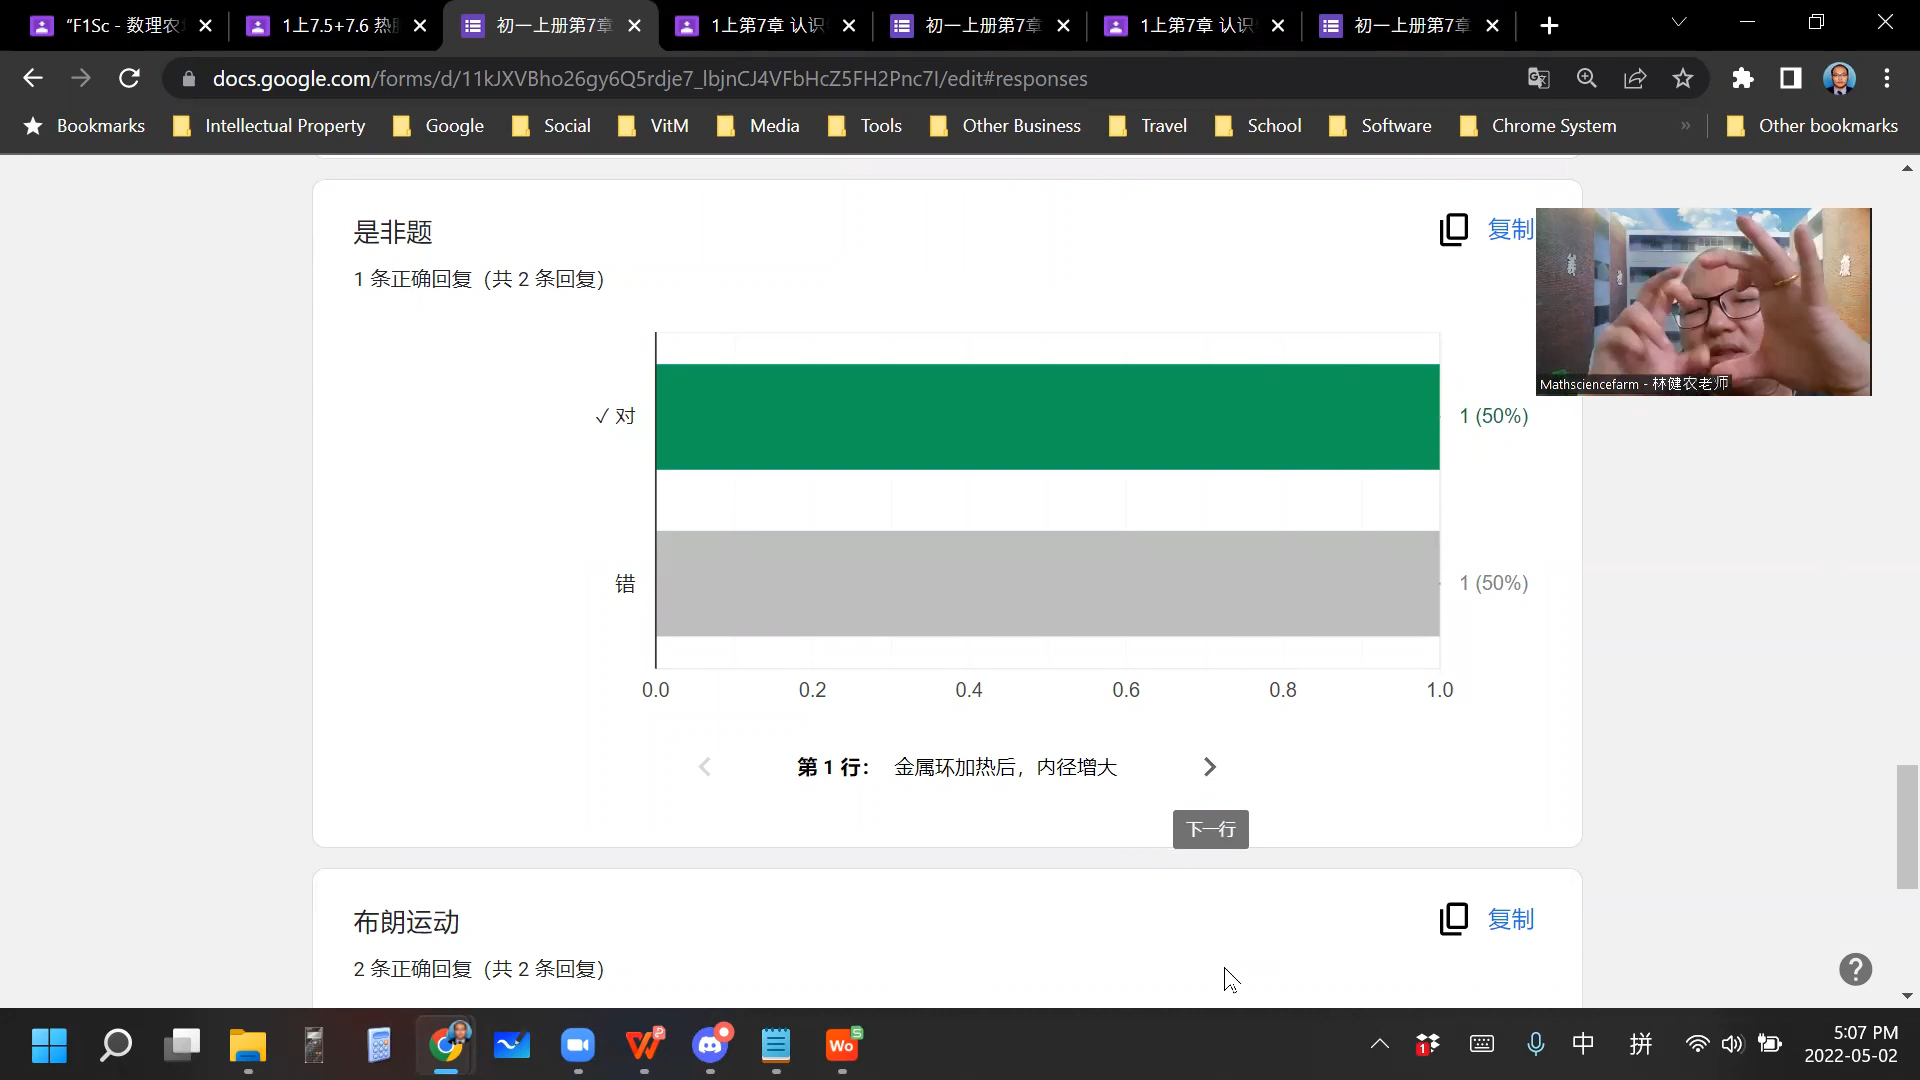 “F1Sc - 数理农
1上7.5+7.6 热
初一上册第7章
1上第7章 认识
初一上册第7章
1上第7章 认识
初一上册第7章
docs.google.com/forms/d/11kJXVBho26gy6Q5rdje7_lbjnCJ4VFbHcZ5FH2Pnc7I/edit#responses
Bookmarks
Intellectual Property
Google
Social
VitM
Media
Tools
Other Business
Travel
School
Software
Chrome System
»
Other bookmarks
是非题
复制
1 条正确回复（共 2 条回复）
Mathsciencefarm - 林健农老师
✓ 对
1 (50%)
错
1 (50%)
0.0 0.2 0.4 0.6 0.8 1.0
第 1 行： 金属环加热后，内径增大
下一行
布朗运动
复制
2 条正确回复（共 2 条回复）
Wo
S
1
中
拼
5:07 PM
2022-05-02